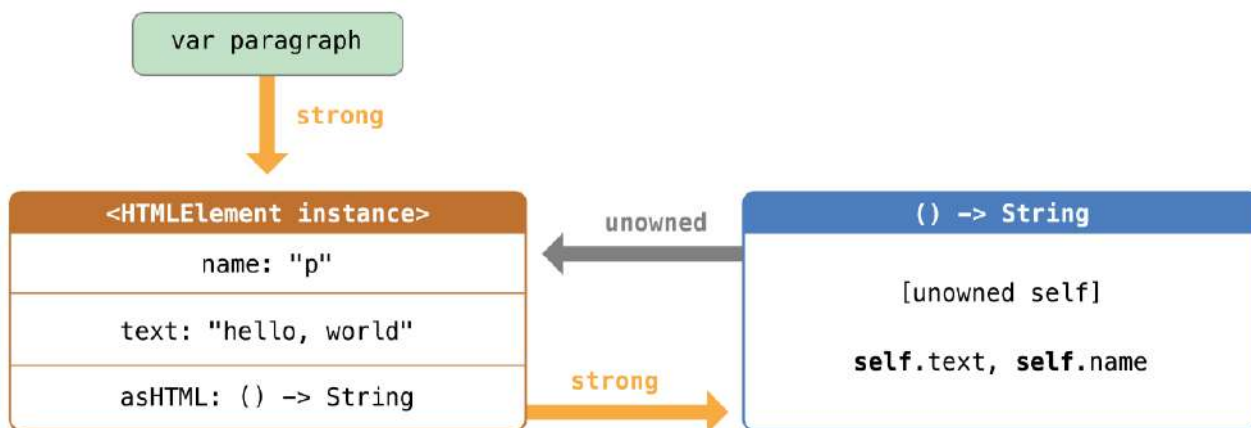 var paragraph
strong
<HTMLElement instance>
name: "p"
text: "hello, world"
asHTML: () -> String
unowned
strong
() -> String
[unowned self]
self.text, self.name